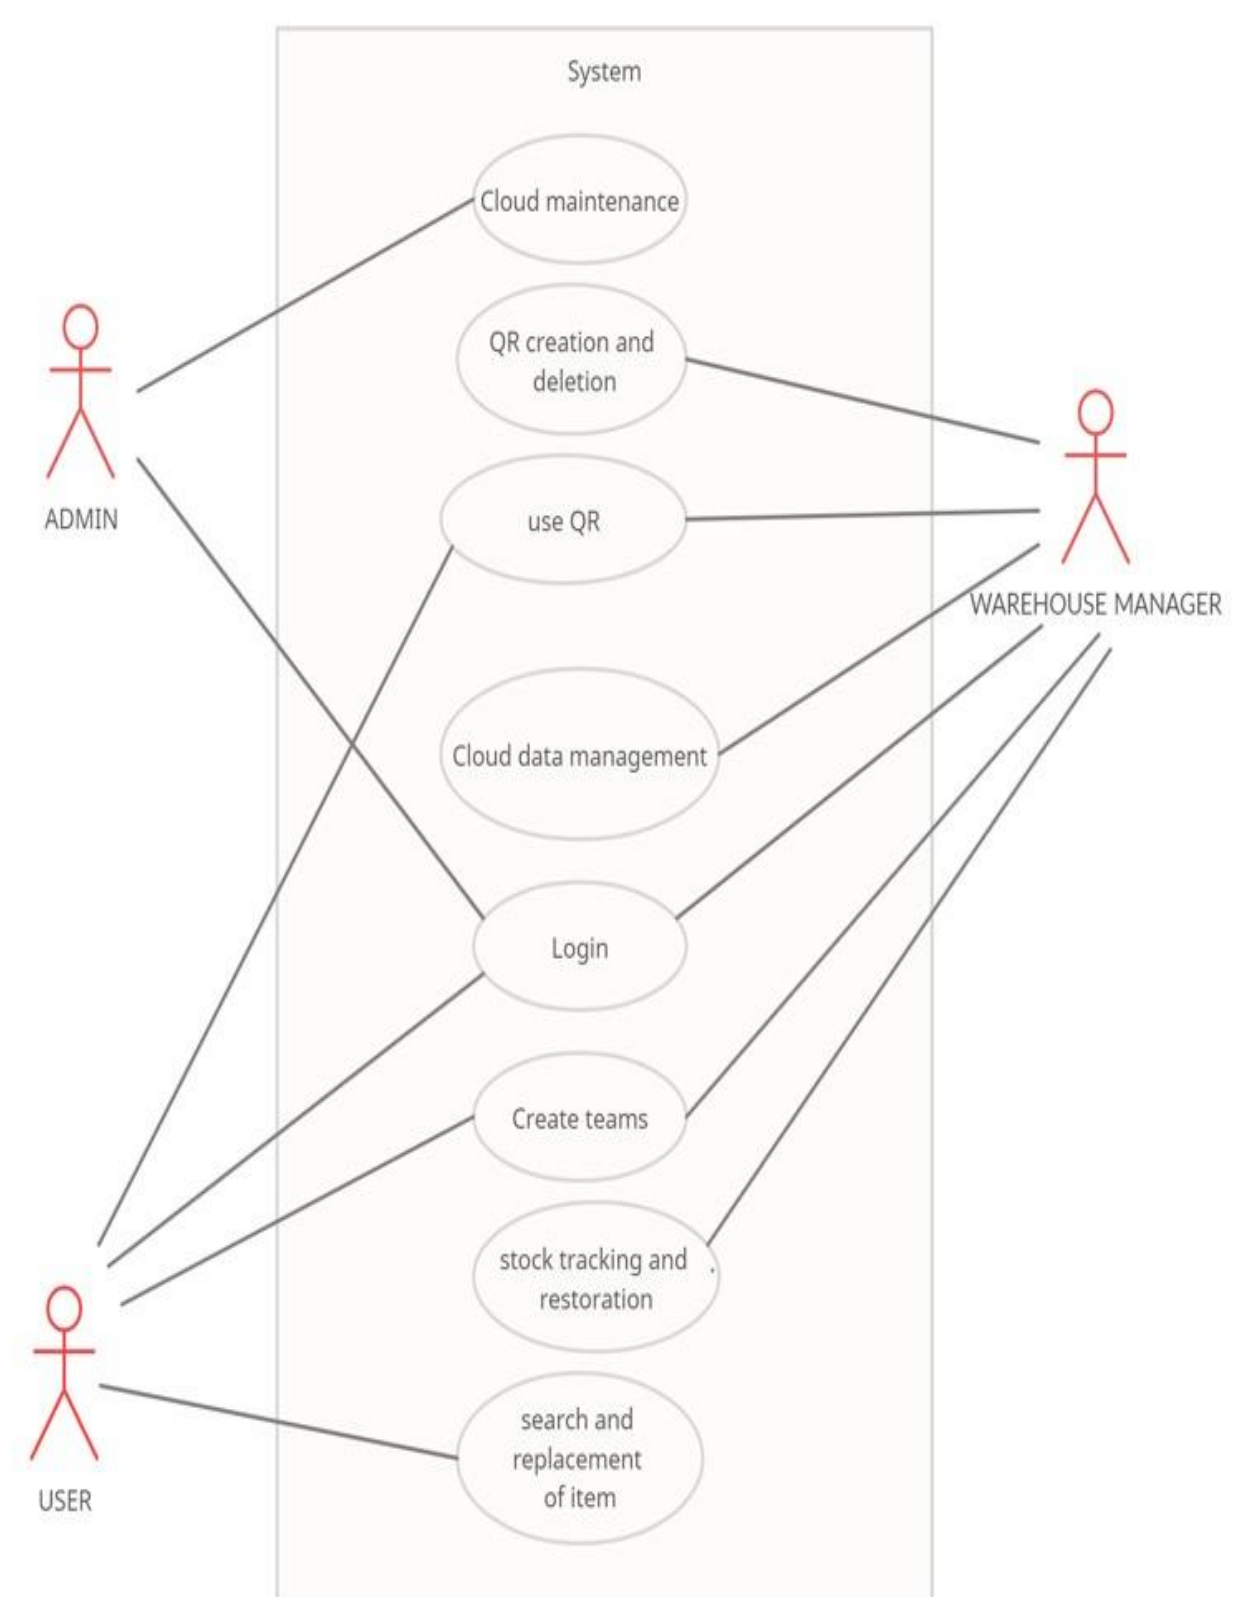 System
Cloud maintenance
QR creation and
deletion
ADMIN
use QR
WAREHOUSE MANAGER
Cloud data management
Login
Create teams
stock tracking and
restoration
search and
replacement
of item
USER